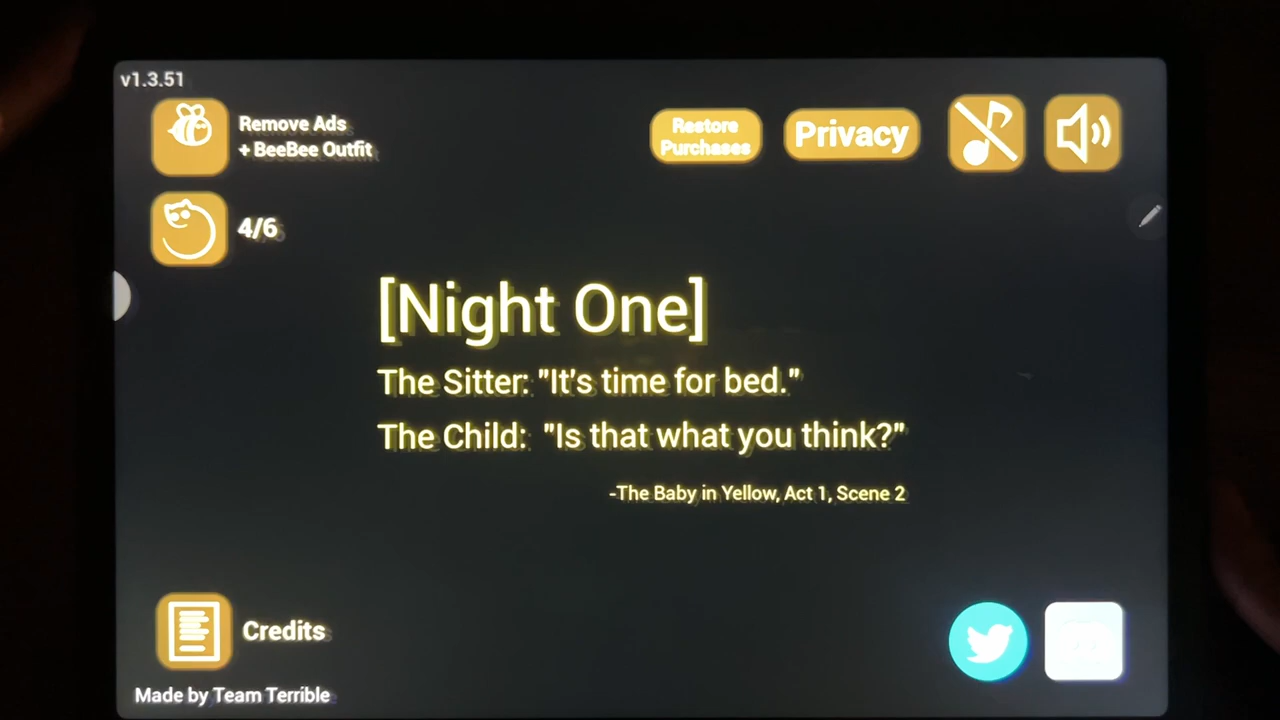 v1.3.51
Remove Ads
+ BeeBee Outfit
Restore
Purchases
Privacy
4/6
[Night One]
The Sitter: "It's time for bed."
The Child: "Is that what you think?"
-The Baby in Yellow, Act 1, Scene 2
Credits
Made by Team Terrible